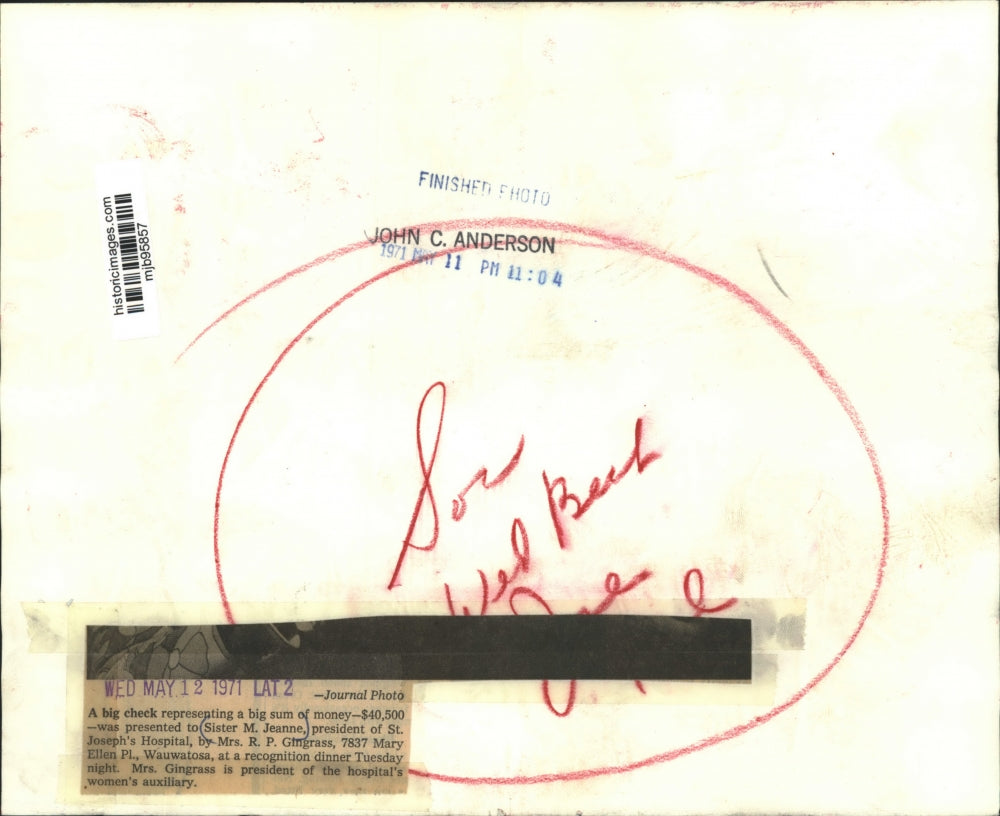 FINISHED PHOTO
JOHN C. ANDERSON
1971 MAY 11 PM 11:04
historicimages.com
mjb95857
Wed
WED MAY 12 1971 LAT 2
—Journal Photo
A big check representing a big sum of money—$40,500
—was presented to Sister M. Jeanne, president of St.
Joseph's Hospital, by Mrs. R. P. Gingrass, 7837 Mary
Ellen Pl., Wauwatosa, at a recognition dinner Tuesday
night. Mrs. Gingrass is president of the hospital's
women's auxiliary.